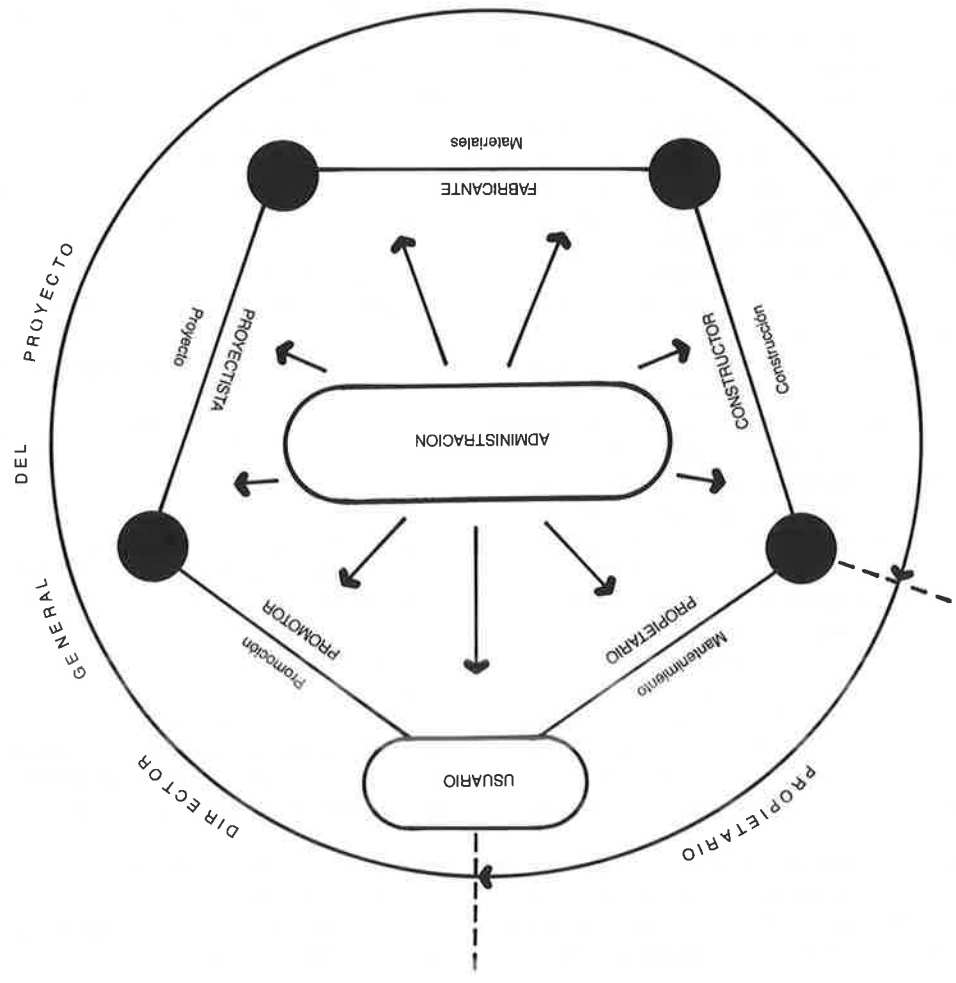 DIRECTOR GENERAL DEL PROYECTO
PROPIETARIO
USUARIO
Mantenimiento
PROPIETARIO
PROMOTOR
Promoción
ADMINISTRACION
Construcción
CONSTRUCTOR
PROYECTISTA
Proyecto
FABRICANTE
Materiales